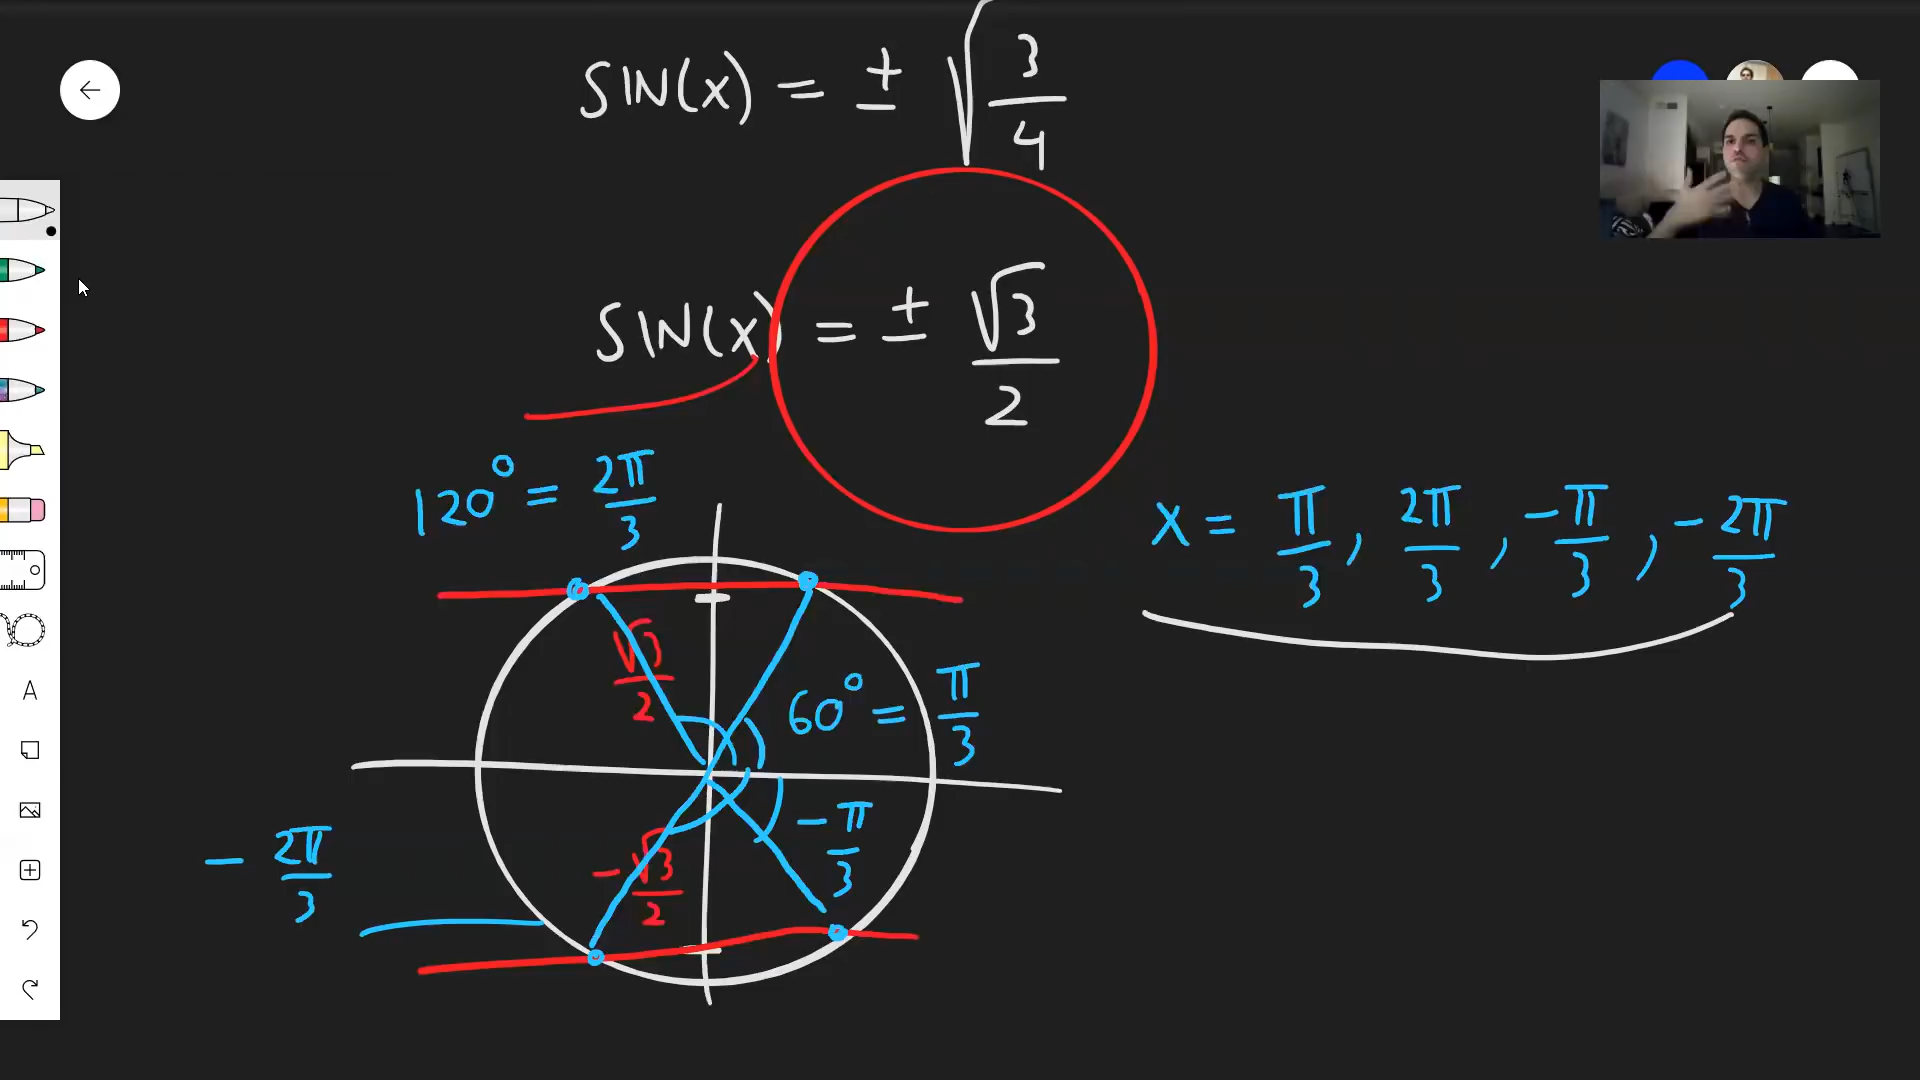 SIN(x) = ± √3/4
SIN(x) = ± √3/2
120° = 2π/3
x = π/3, 2π/3, -π/3, -2π/3
√3/2
60° = π/3
-π/3
- 2π/3
-√3/2
A